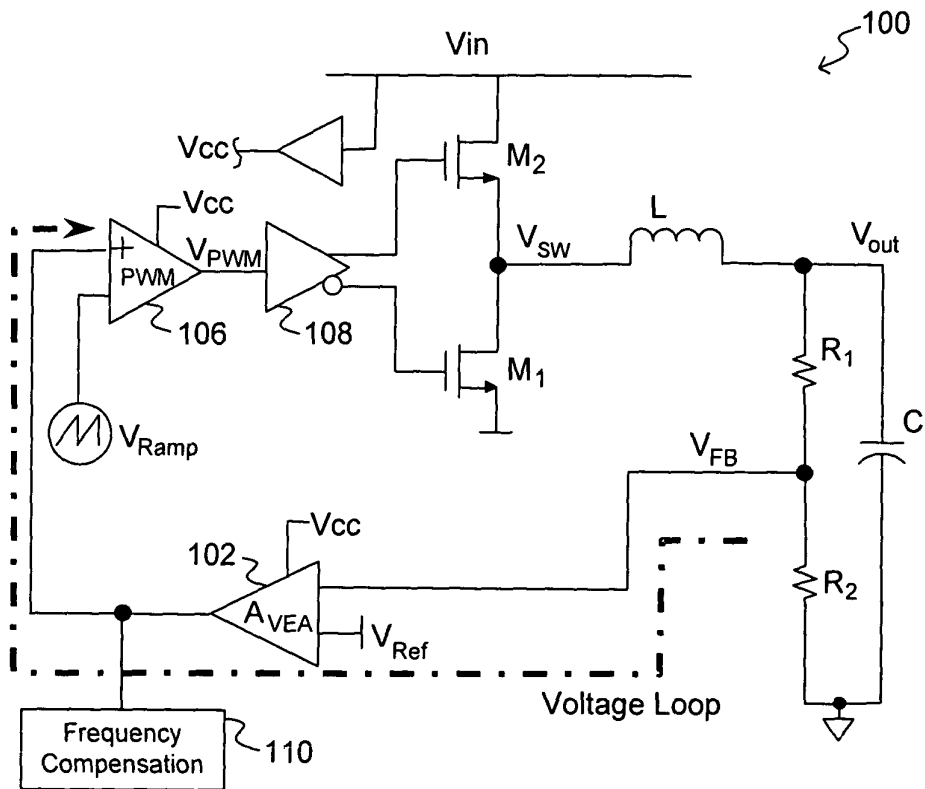 100
Vin
Vcc
M2
Vcc
L
VPWM
VSW
Vout
+
PWM
106
108
M1
R1
C
VRamp
VFB
Vcc
102
AVEA
R2
VRef
Voltage Loop
Frequency
Compensation
110